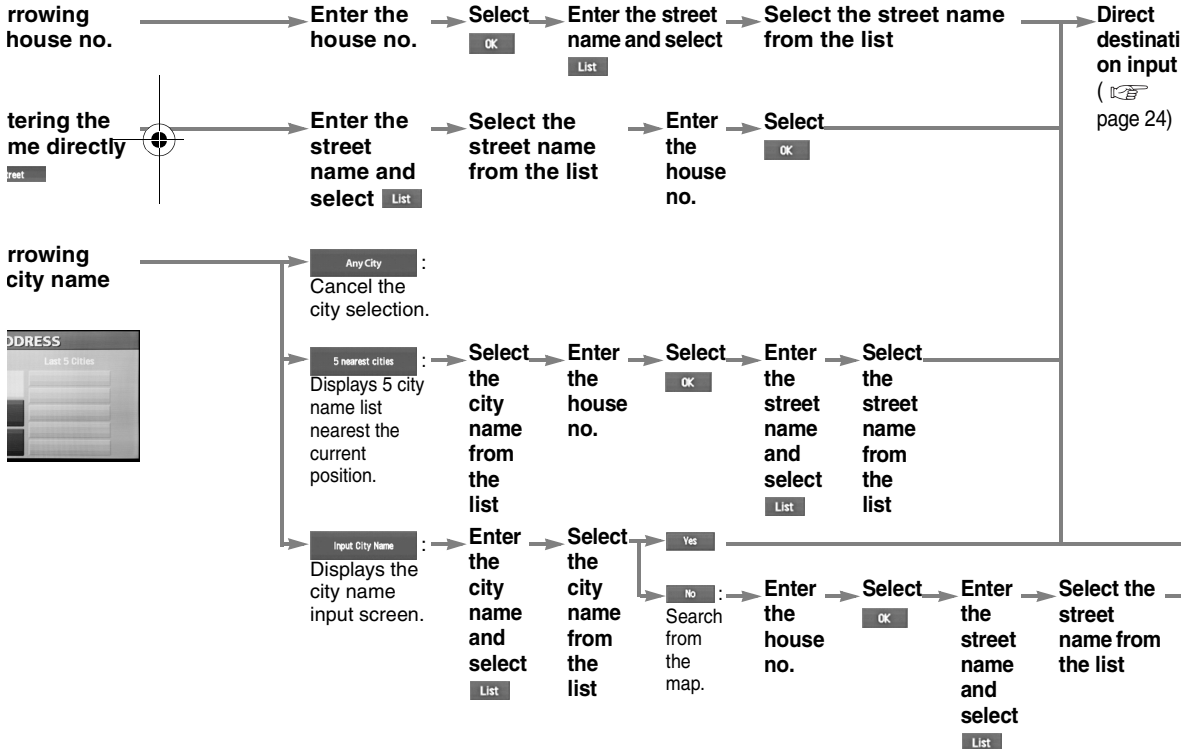 rrowing
house no.
Enter the
house no.
Select
OK
Enter the street
name and select
List
Select the street name
from the list
Direct
destinati
on input
( ☞
page 24)
tering the
me directly
treet
Enter the
street
name and
select List
Select the
street name
from the list
Enter
the
house
no.
Select
OK
rrowing
city name
DDRESS
Last 5 Cities
Any City :
Cancel the
city selection.
5 nearest cities :
Displays 5 city
name list
nearest the
current
position.
Select
the
city
name
from
the
list
Enter
the
house
no.
Select
OK
Enter
the
street
name
and
select
List
Select
the
street
name
from
the
list
Input City Name :
Displays the
city name
input screen.
Enter
the
city
name
and
select
List
Select
the
city
name
from
the
list
Yes
No :
Search
from
the
map.
Enter
the
house
no.
Select
OK
Enter
the
street
name
and
select
List
Select the
street
name from
the list